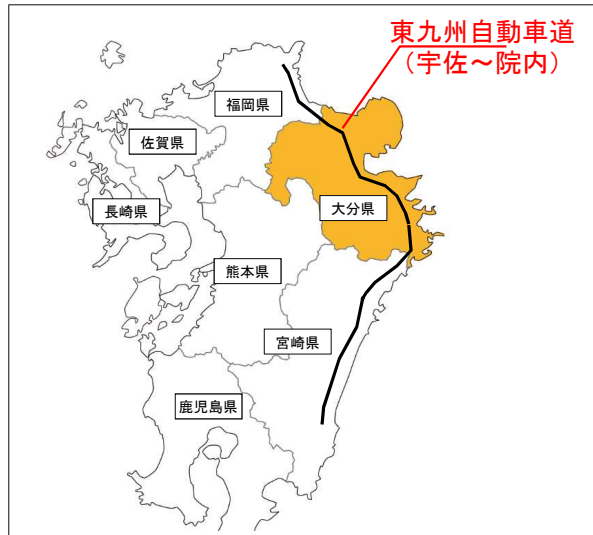 東九州自動車道
（宇佐～院内）
福岡県
佐賀県
長崎県
大分県
熊本県
宮崎県
鹿児島県